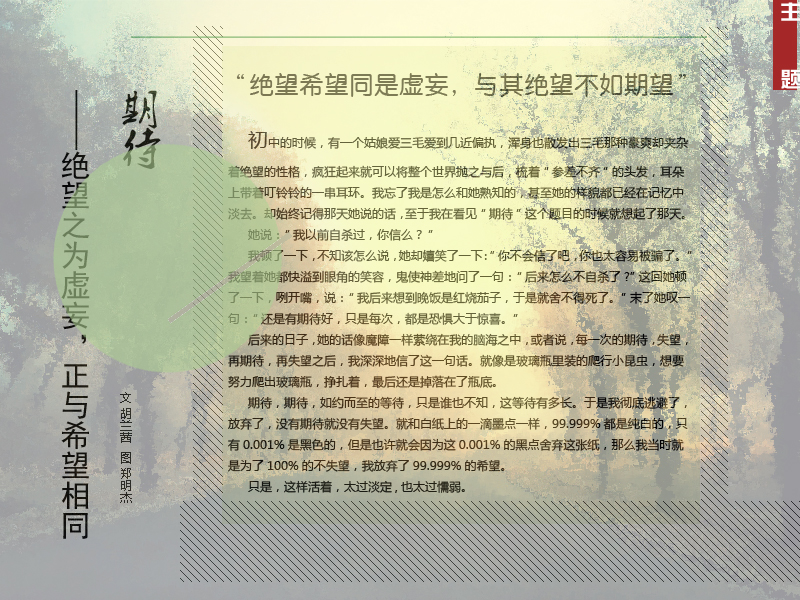 主
题
期待
——绝望之为虚妄，正与希望相同
文 胡兰茜 图 郑明杰
“绝望希望同是虚妄，与其绝望不如期望”
初中的时候，有一个姑娘爱三毛爱到几近偏执，浑身也散发出三毛那种豪爽却夹杂
着绝望的性格，疯狂起来就可以将整个世界抛之与后，梳着“参差不齐”的头发，耳朵
上带着叮铃铃的一串耳环。我忘了我是怎么和她熟知的，甚至她的样貌都已经在记忆中
淡去。却始终记得那天她说的话，至于我在看见“期待”这个题目的时候就想起了那天。
她说：“我以前自杀过，你信么？”
我顿了一下，不知该怎么说，她却嬉笑了一下：“你不会信了吧，你也太容易被骗了。”
我望着她都快溢到眼角的笑容，鬼使神差地问了一句：“后来怎么不自杀了？”这回她顿
了一下，咧开嘴，说：“我后来想到晚饭是红烧茄子，于是就舍不得死了。”末了她叹一
句：“还是有期待好，只是每次，都是恐惧大于惊喜。”
后来的日子，她的话像魔障一样萦绕在我的脑海之中，或者说，每一次的期待，失望，
再期待，再失望之后，我深深地信了这一句话。就像是玻璃瓶里装的爬行小昆虫，想要
努力爬出玻璃瓶，挣扎着，最后还是掉落在了瓶底。
期待，期待，如约而至的等待，只是谁也不知，这等待有多长。于是我彻底逃避了，
放弃了，没有期待就没有失望。就和白纸上的一滴墨点一样，99.999% 都是纯白的，只
有 0.001% 是黑色的，但是也许就会因为这 0.001% 的黑点舍弃这张纸，那么我当时就
是为了 100% 的不失望，我放弃了 99.999% 的希望。
只是，这样活着，太过淡定，也太过懦弱。